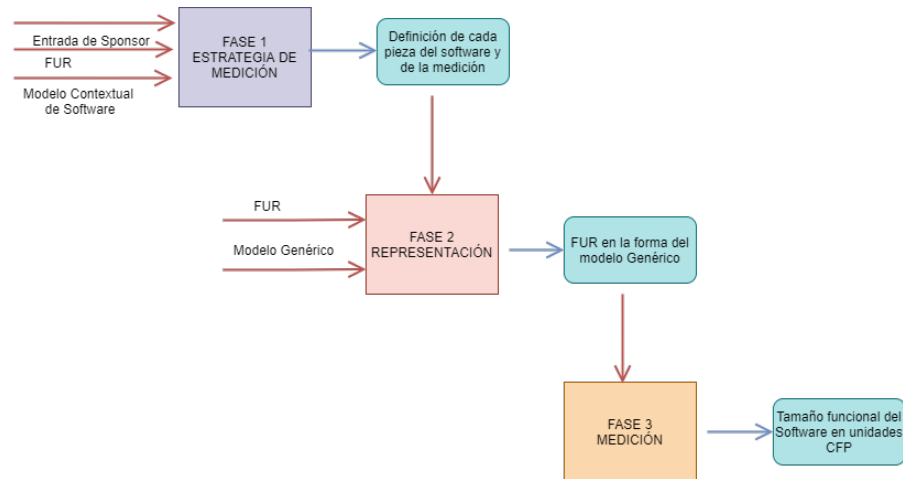 Entrada de Sponsor
FUR
Modelo Contextual
de Software
FASE 1
ESTRATEGIA DE
MEDICIÓN
Definición de cada
pieza del software y
de la medición
FUR
Modelo Genérico
FASE 2
REPRESENTACIÓN
FUR en la forma del
modelo Genérico
FASE 3
MEDICIÓN
Tamaño funcional del
Software en unidades
CFP